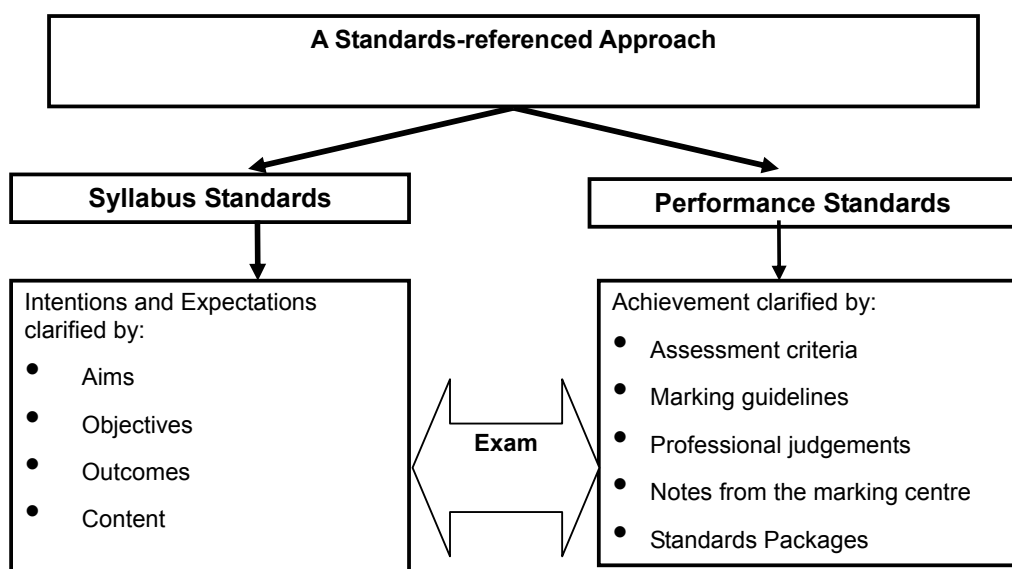 A Standards-referenced Approach
Syllabus Standards
Performance Standards
Intentions and Expectations
clarified by:
• Aims
• Objectives
• Outcomes
• Content
Exam
Achievement clarified by:
• Assessment criteria
• Marking guidelines
• Professional judgements
• Notes from the marking centre
• Standards Packages